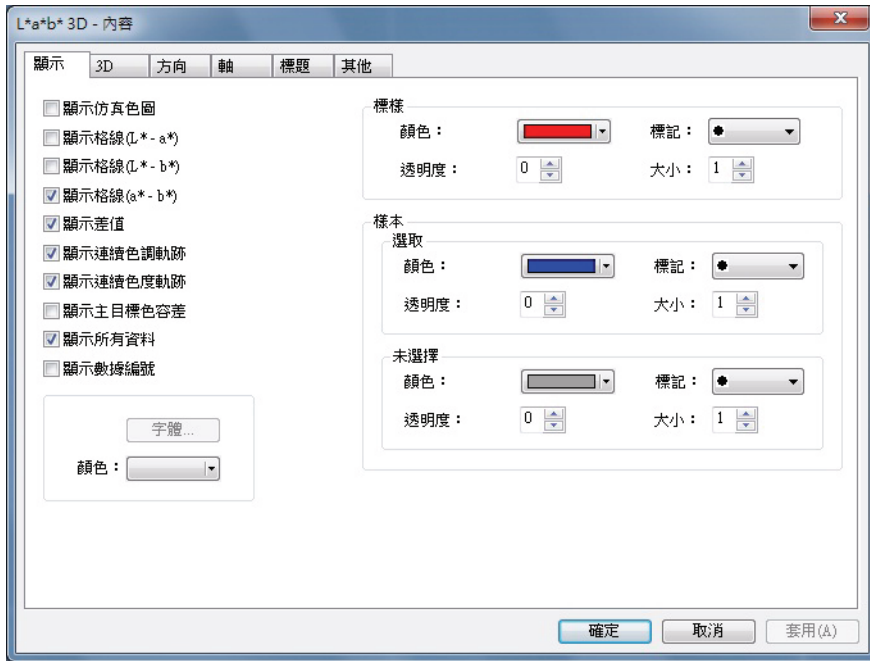 L*a*b* 3D - 內容
顯示 3D 方向 軸 標題 其他
顯示仿真色圖
顯示格線(L* - a*)
顯示格線(L* - b*)
顯示格線(a* - b*)
顯示差值
顯示連續色調軌跡
顯示連續色度軌跡
顯示主目標色容差
顯示所有資料
顯示數據編號
字體...
顏色：
標樣
顏色： 標記：
透明度： 0 大小： 1
樣本
選取
顏色： 標記：
透明度： 0 大小： 1
未選擇
顏色： 標記：
透明度： 0 大小： 1
確定 取消 套用(A)